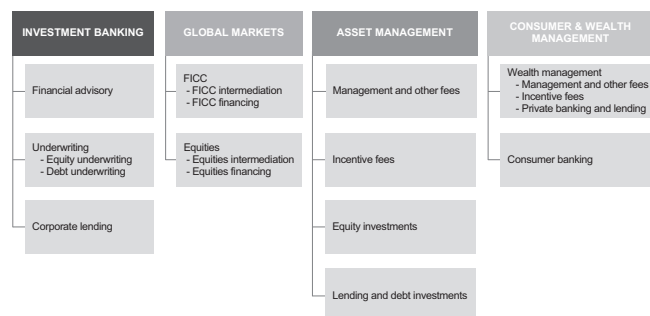 INVESTMENT BANKING
Financial advisory
Underwriting
- Equity underwriting
- Debt underwriting
Corporate lending
GLOBAL MARKETS
FICC
- FICC intermediation
- FICC financing
Equities
- Equities intermediation
- Equities financing
ASSET MANAGEMENT
Management and other fees
Incentive fees
Equity investments
Lending and debt investments
CONSUMER & WEALTH
MANAGEMENT
Wealth management
- Management and other fees
- Incentive fees
- Private banking and lending
Consumer banking